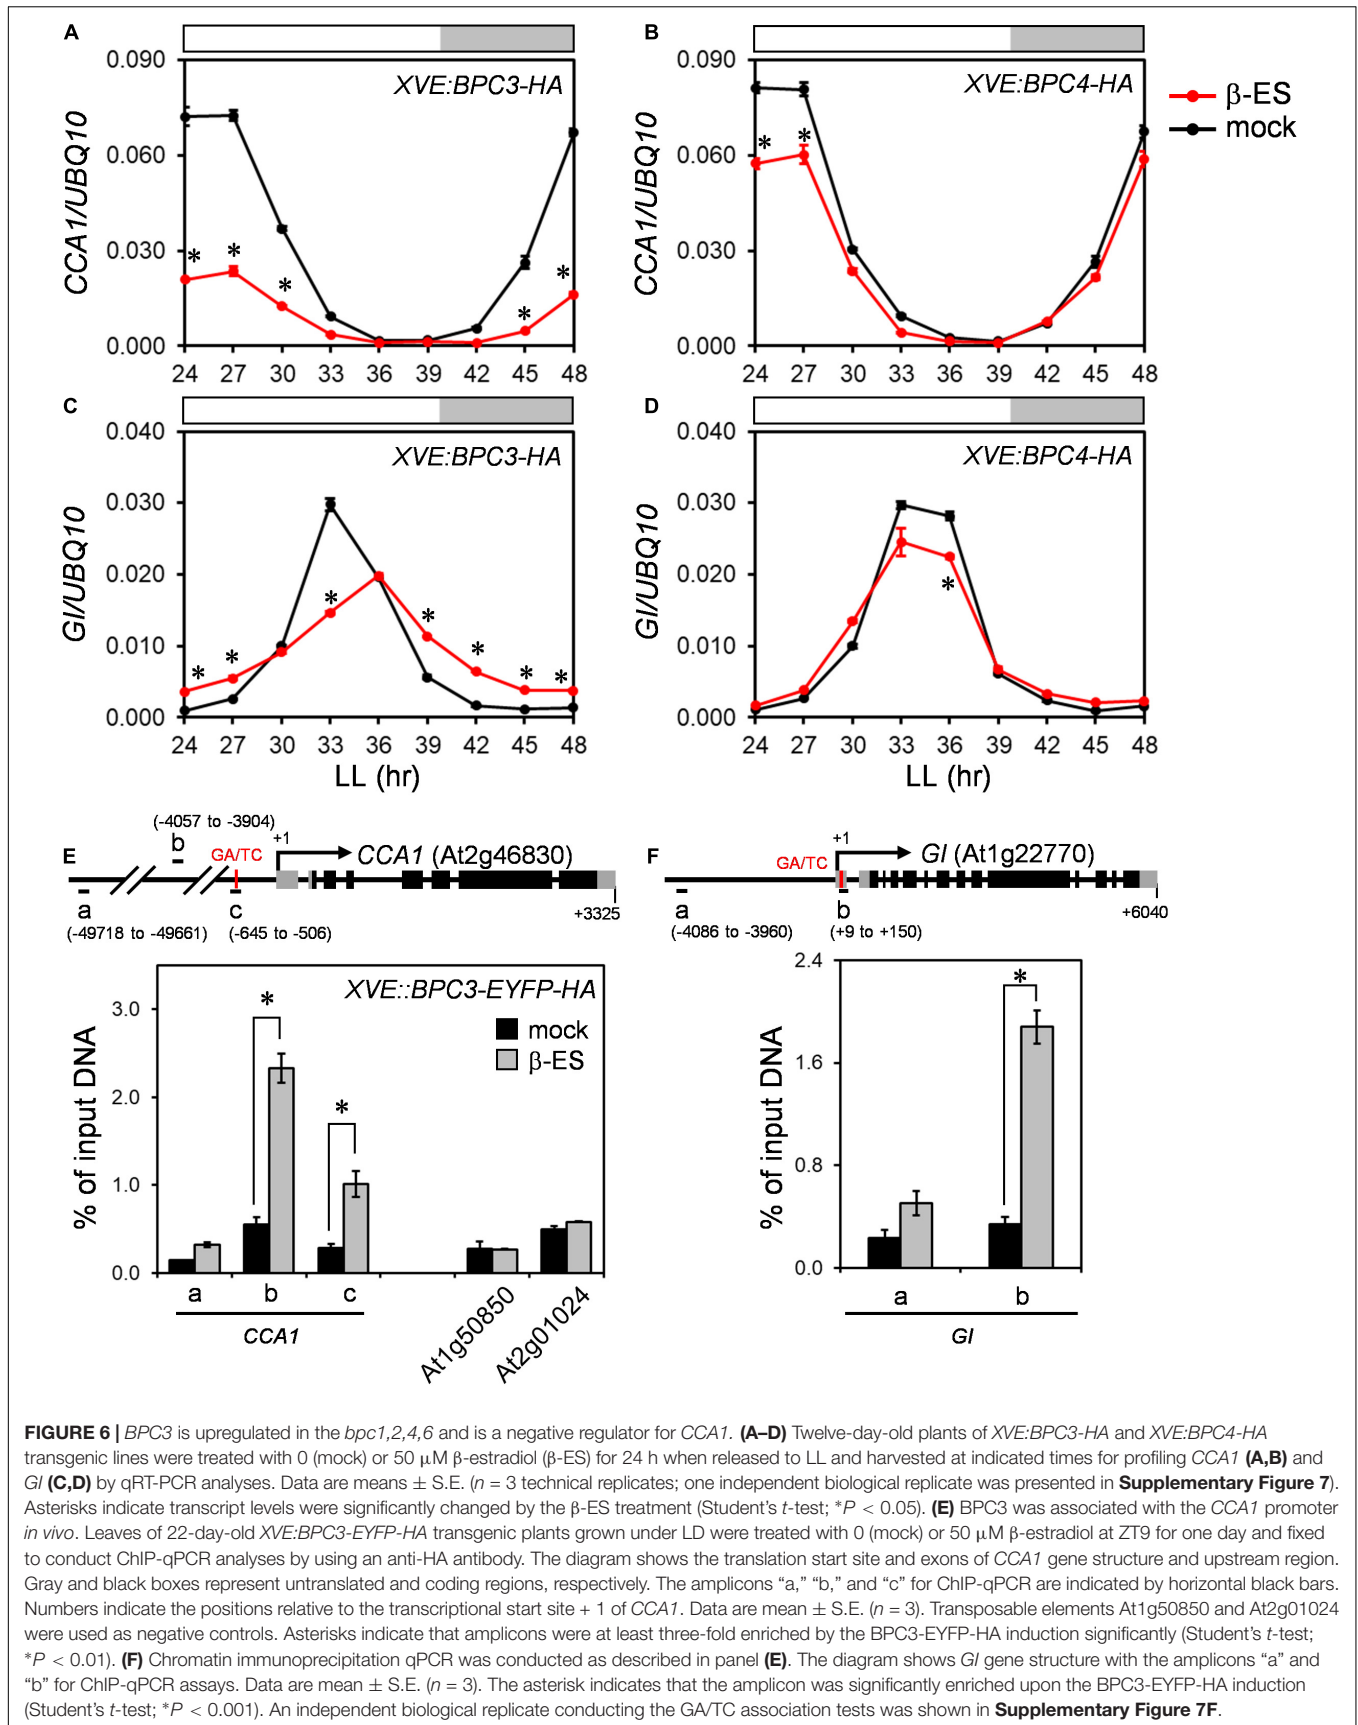 A
B
0.090
0.060
0.030
0.000
CCA1/UBQ10
XVE:BPC3-HA
* * * * *
24 27 30 33 36 39 42 45 48
0.090
0.060
0.030
0.000
CCA1/UBQ10
XVE:BPC4-HA
* *
24 27 30 33 36 39 42 45 48
β-ES
mock
C
D
0.040
0.030
0.020
0.010
0.000
GI/UBQ10
XVE:BPC3-HA
* * * * * * *
24 27 30 33 36 39 42 45 48
LL (hr)
0.040
0.030
0.020
0.010
0.000
GI/UBQ10
XVE:BPC4-HA
*
24 27 30 33 36 39 42 45 48
LL (hr)
E
(-4057 to -3904)
b
GA/TC
+1
CCA1 (At2g46830)
a
c
+3325
(-49718 to -49661)
(-645 to -506)
F
GA/TC
+1
GI (At1g22770)
a
b
+6040
(-4086 to -3960)
(+9 to +150)
XVE::BPC3-EYFP-HA
mock
β-ES
% of input DNA
3.0
2.0
1.0
0.0
* *
a b c
CCA1
At1g50850
At2g01024
% of input DNA
2.4
1.6
0.8
0.0
*
a b
GI
FIGURE 6 | BPC3 is upregulated in the bpc1,2,4,6 and is a negative regulator for CCA1. (A–D) Twelve-day-old plants of XVE:BPC3-HA and XVE:BPC4-HA
transgenic lines were treated with 0 (mock) or 50 μM β-estradiol (β-ES) for 24 h when released to LL and harvested at indicated times for profiling CCA1 (A,B) and
GI (C,D) by qRT-PCR analyses. Data are means ± S.E. (n = 3 technical replicates; one independent biological replicate was presented in Supplementary Figure 7).
Asterisks indicate transcript levels were significantly changed by the β-ES treatment (Student's t-test; *P < 0.05). (E) BPC3 was associated with the CCA1 promoter
in vivo. Leaves of 22-day-old XVE:BPC3-EYFP-HA transgenic plants grown under LD were treated with 0 (mock) or 50 μM β-estradiol at ZT9 for one day and fixed
to conduct ChIP-qPCR analyses by using an anti-HA antibody. The diagram shows the translation start site and exons of CCA1 gene structure and upstream region.
Gray and black boxes represent untranslated and coding regions, respectively. The amplicons “a,” “b,” and “c” for ChIP-qPCR are indicated by horizontal black bars.
Numbers indicate the positions relative to the transcriptional start site + 1 of CCA1. Data are mean ± S.E. (n = 3). Transposable elements At1g50850 and At2g01024
were used as negative controls. Asterisks indicate that amplicons were at least three-fold enriched by the BPC3-EYFP-HA induction significantly (Student's t-test;
*P < 0.01). (F) Chromatin immunoprecipitation qPCR was conducted as described in panel (E). The diagram shows GI gene structure with the amplicons “a” and
“b” for ChIP-qPCR assays. Data are mean ± S.E. (n = 3). The asterisk indicates that the amplicon was significantly enriched upon the BPC3-EYFP-HA induction
(Student's t-test; *P < 0.001). An independent biological replicate conducting the GA/TC association tests was shown in Supplementary Figure 7F.